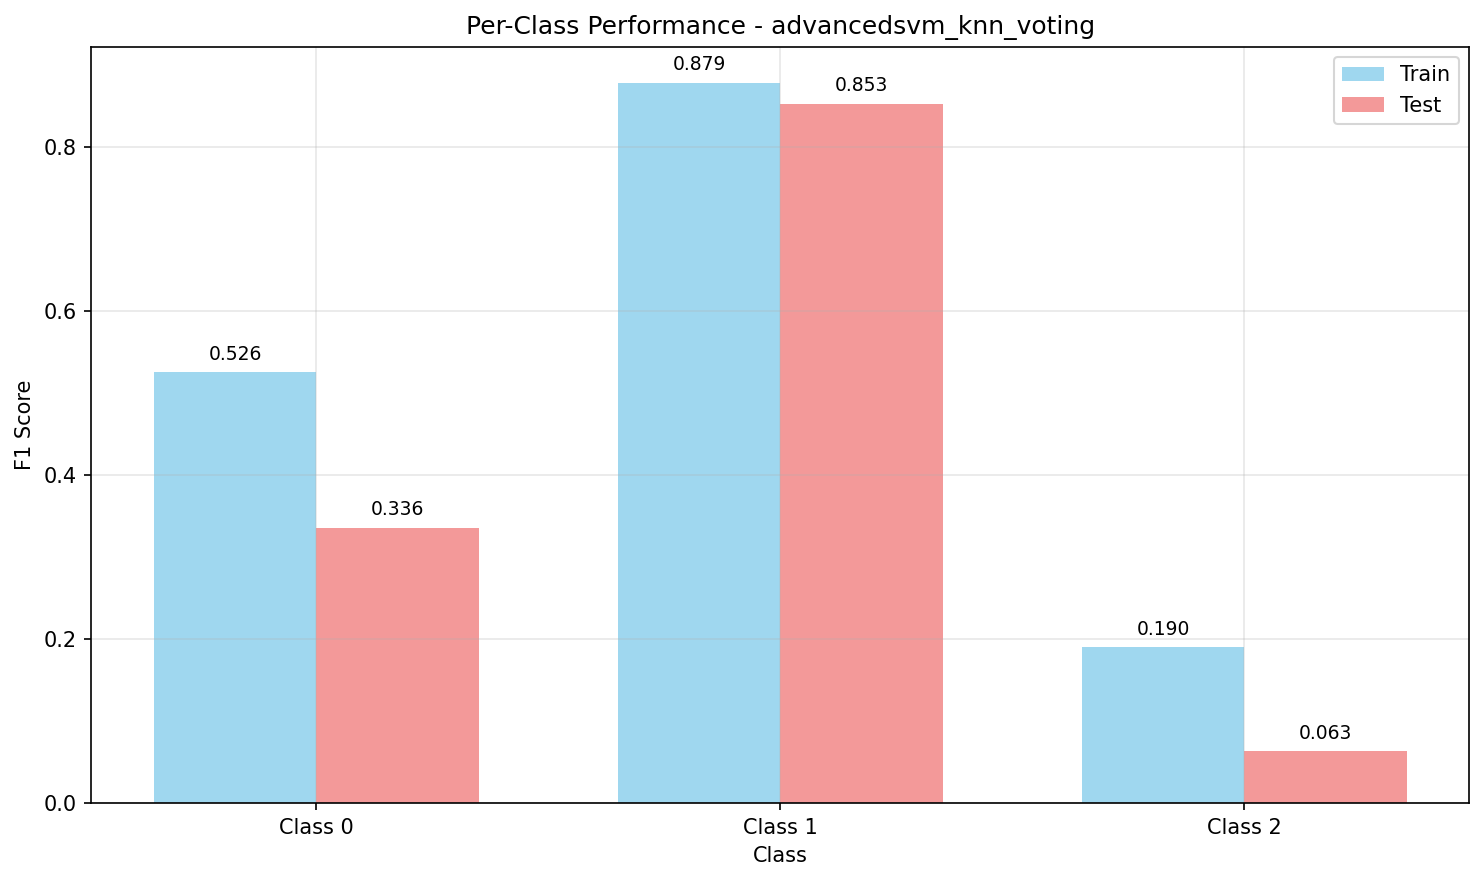 Per-Class Performance - advancedsvm_knn_voting
Train
Test
F1 Score
0.8
0.6
0.4
0.2
0.0
0.526
0.336
0.879
0.853
0.190
0.063
Class 0
Class 1
Class 2
Class